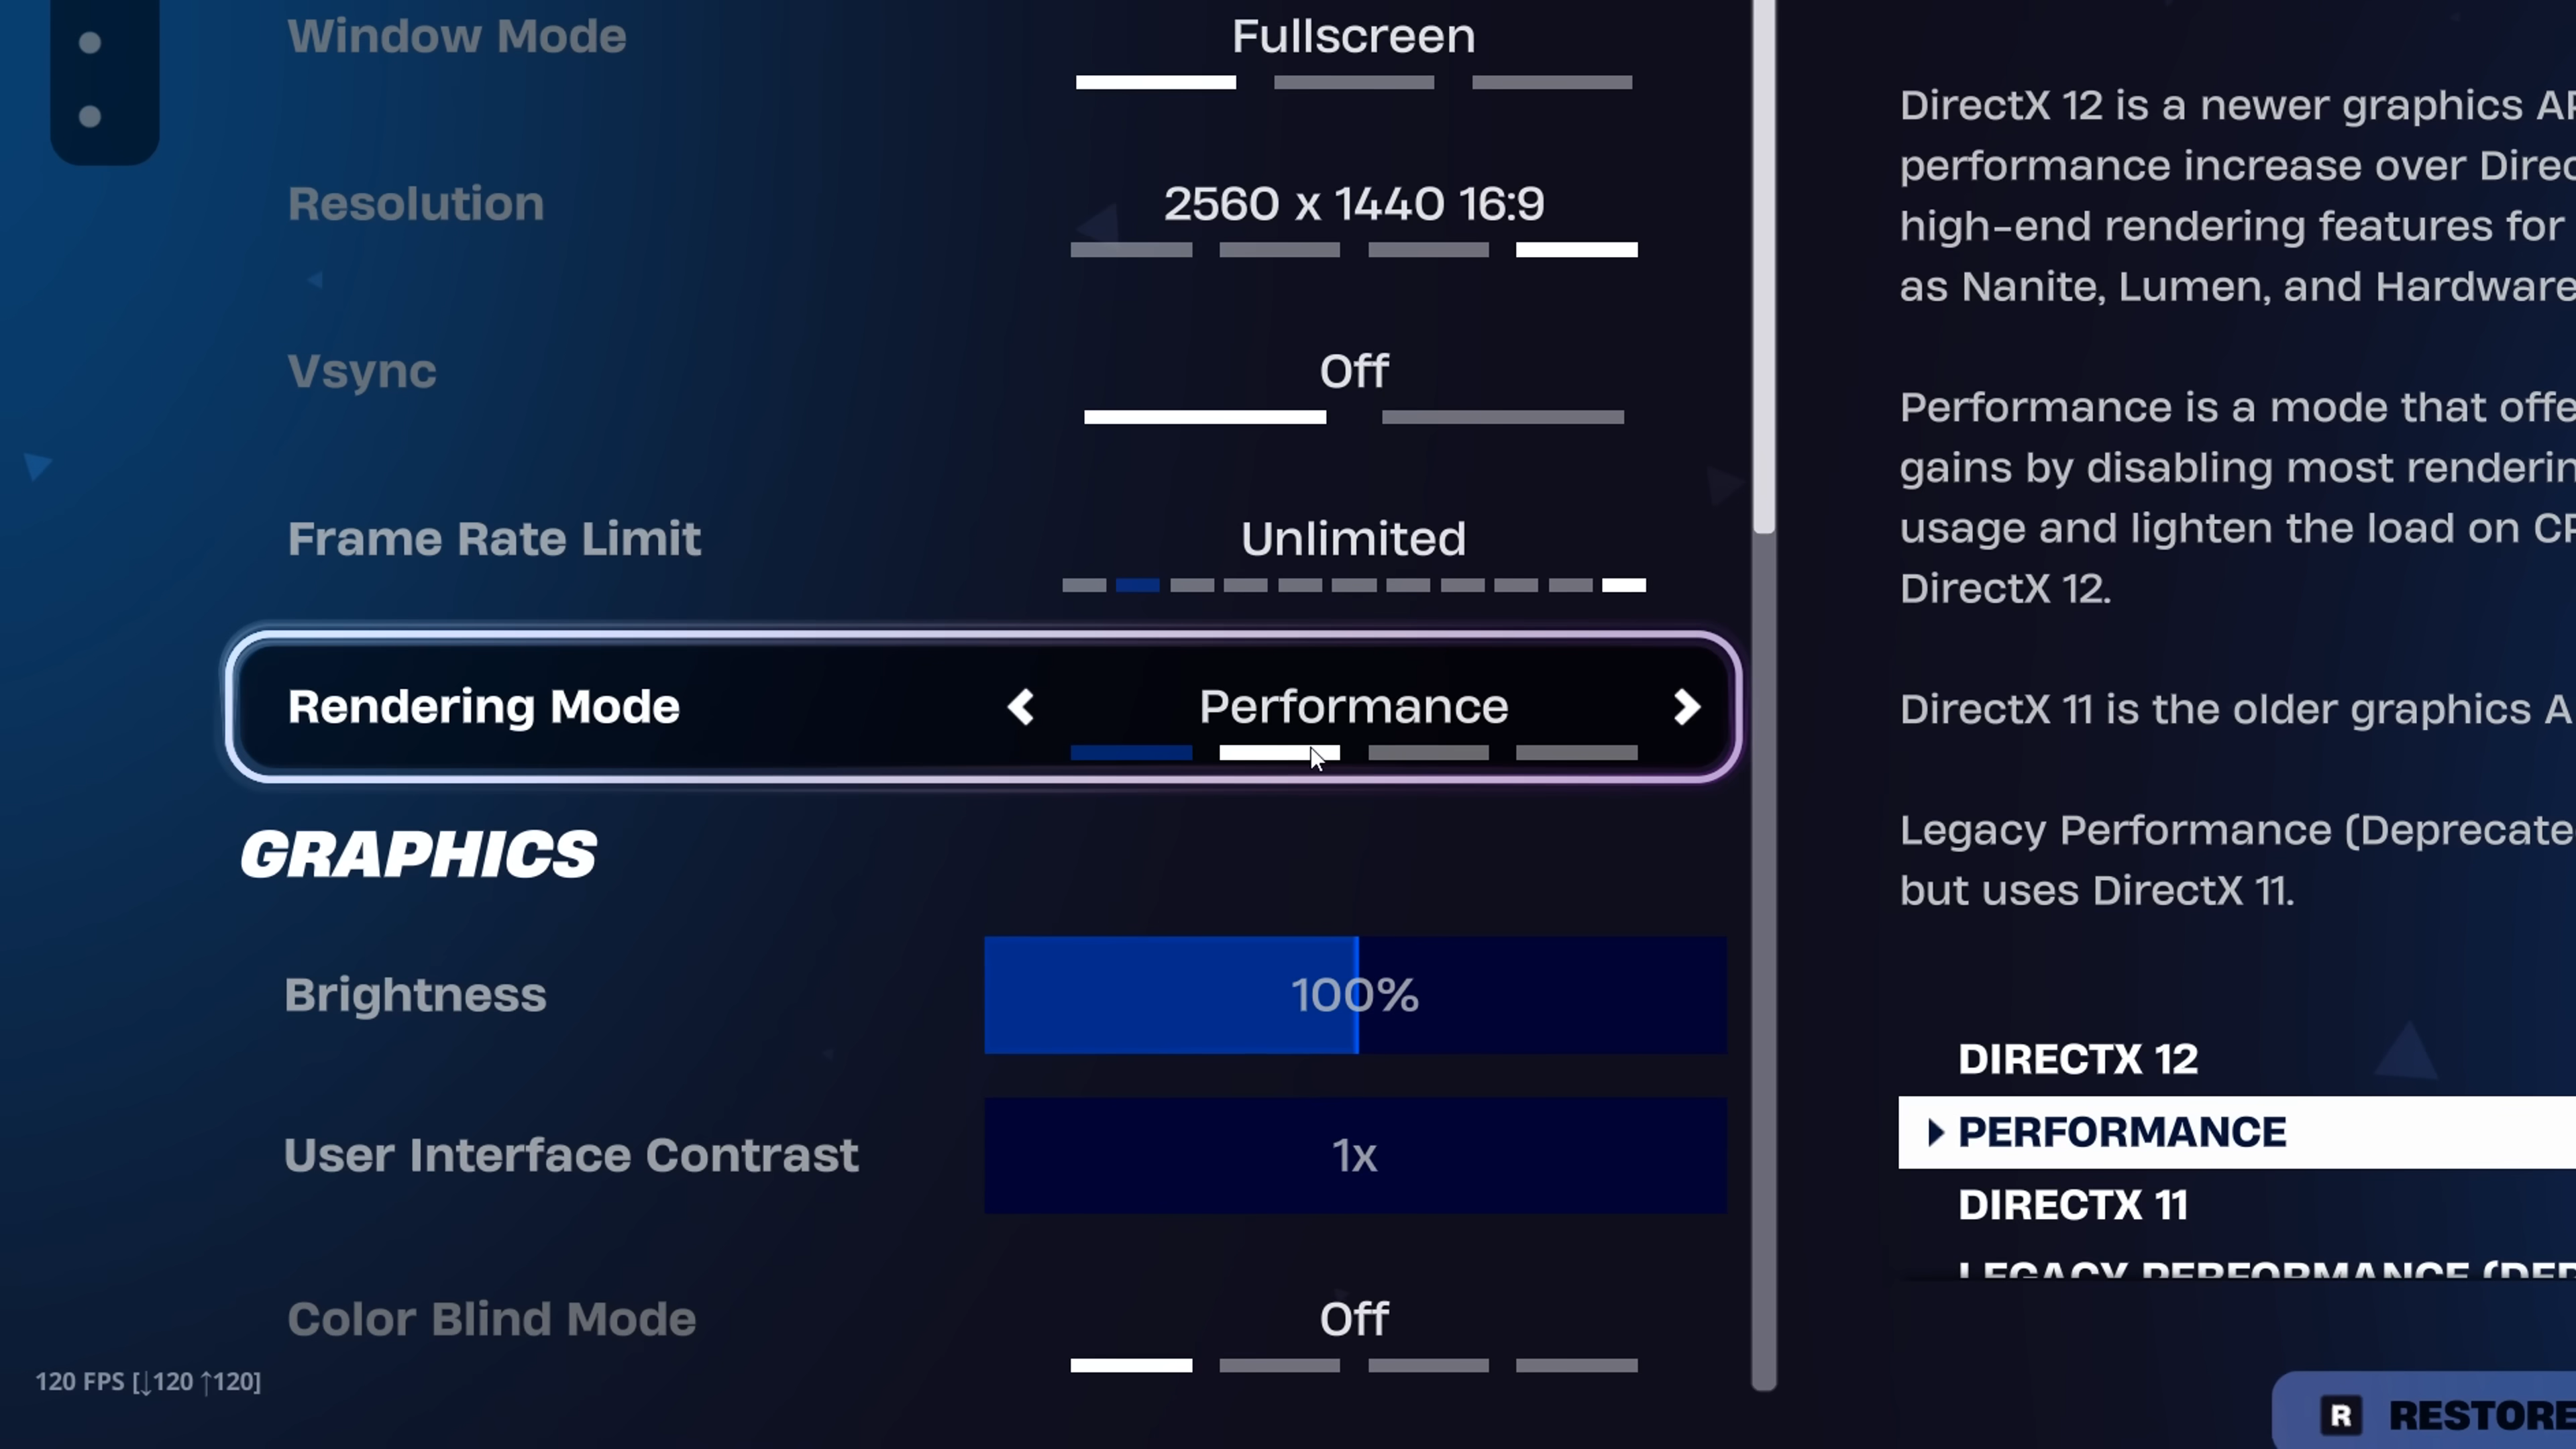 Window Mode
Fullscreen
Resolution
2560 x 1440 16:9
Vsync
Off
Frame Rate Limit
Unlimited
Rendering Mode
Performance
GRAPHICS
Brightness
100%
User Interface Contrast
1x
Color Blind Mode
Off
120 FPS [↓120 ↑120]
DirectX 12 is a newer graphics
performance increase over
high-end rendering features for
as Nanite, Lumen, and Hardware
Performance is a mode that
gains by disabling most
usage and lighten the load on
DirectX 12.
DirectX 11 is the older graphics
Legacy Performance (Deprecate
but uses DirectX 11.
DIRECTX 12
PERFORMANCE
DIRECTX 11
LEGACY PERFORMANCE
R RESTORE